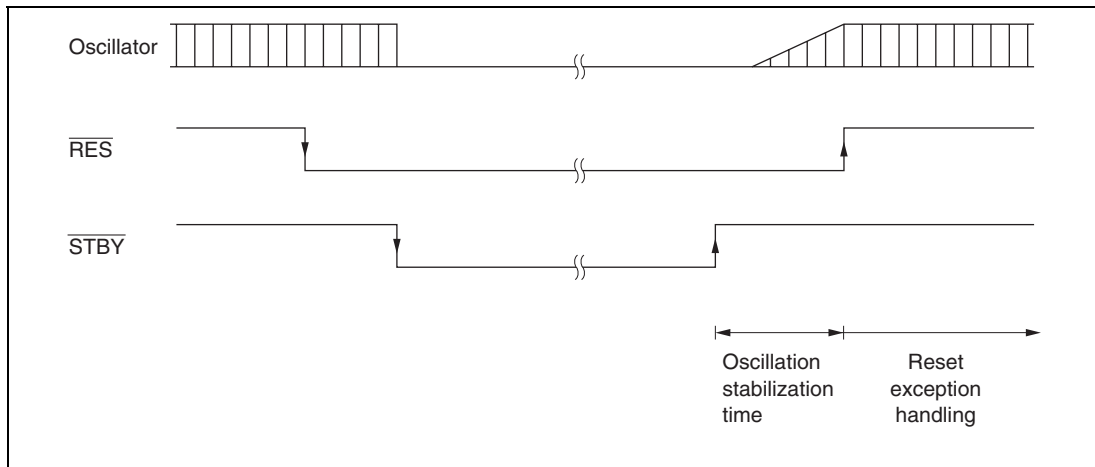 Oscillator
RES
STBY
Oscillation
stabilization
time
Reset
exception
handling